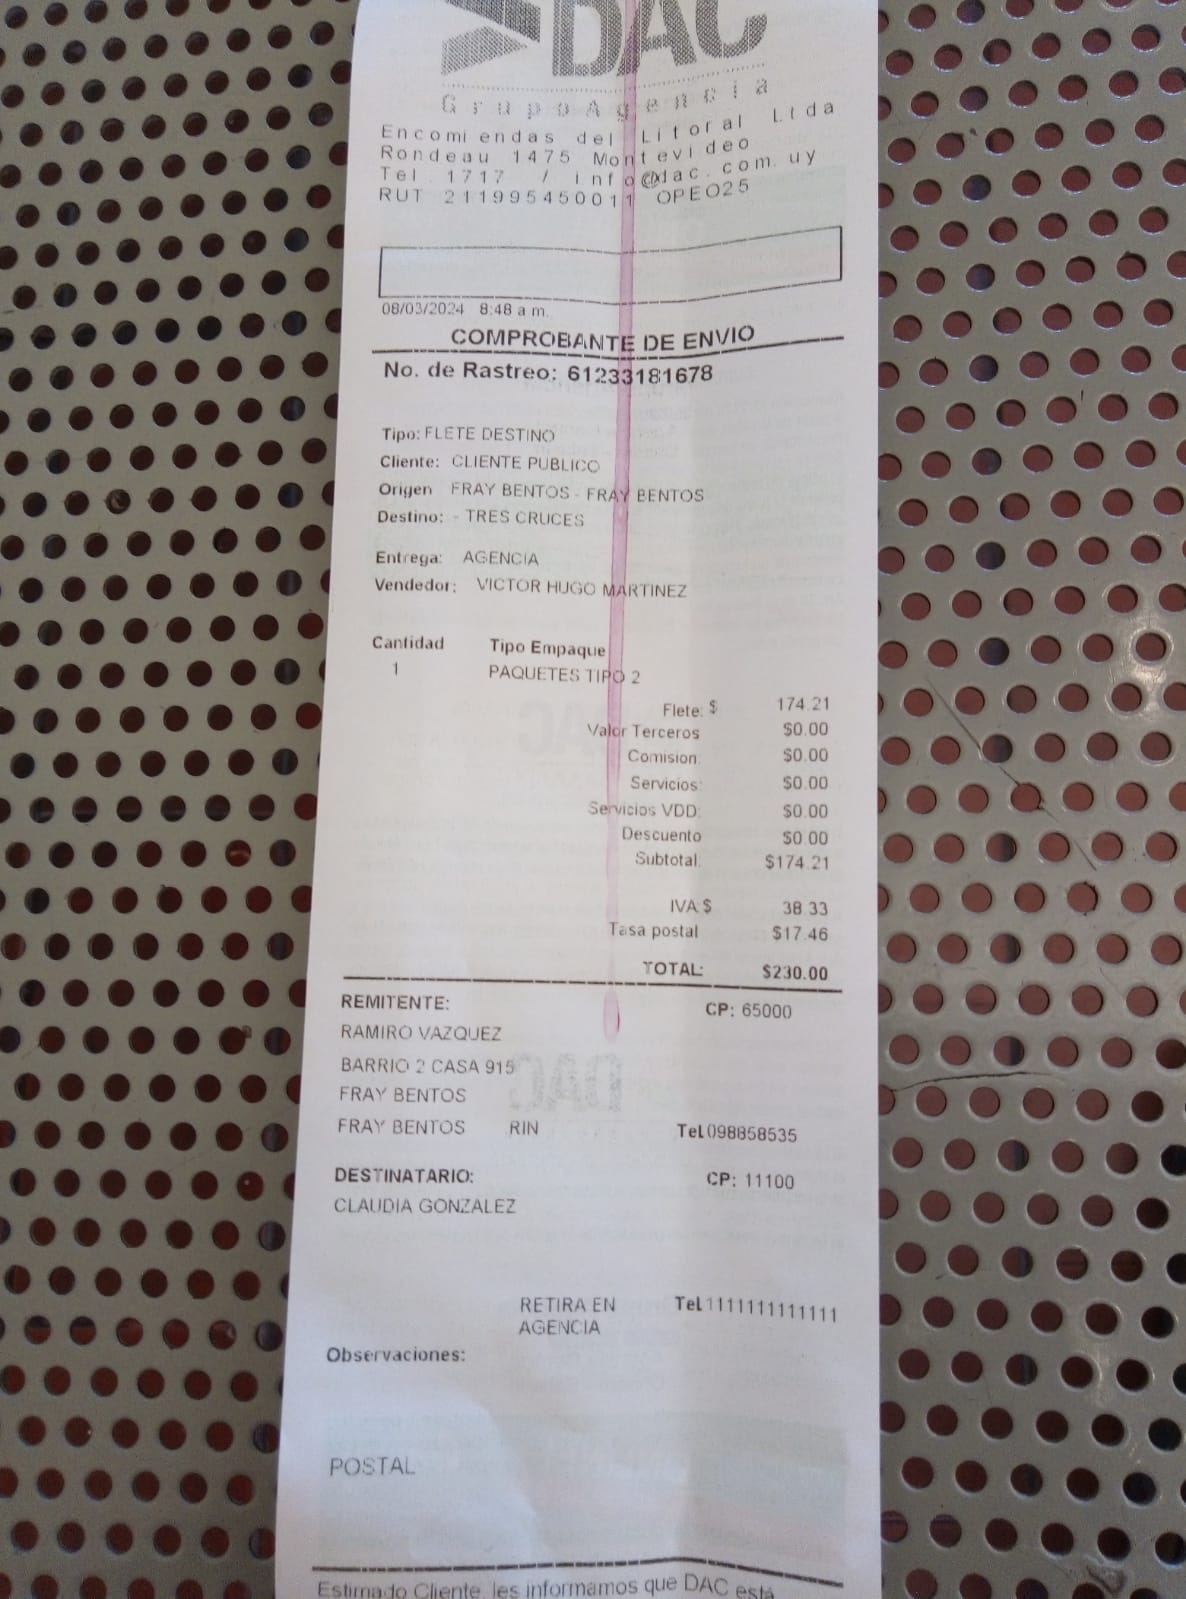 DAC
GrupoAgencia
Encomiendas del Litoral Ltda
Rondeau 1475 Montevideo
Tel. 1717 / info@dac.com.uy
RUT 211995450011 OPE025
08/03/2024 8:48 a.m.
COMPROBANTE DE ENVIO
No. de Rastreo: 61233181678
Tipo: FLETE DESTINO
Cliente: CLIENTE PUBLICO
Origen FRAY BENTOS - FRAY BENTOS
Destino: - TRES CRUCES
Entrega: AGENCIA
Vendedor: VICTOR HUGO MARTINEZ
Cantidad Tipo Empaque
1 PAQUETES TIPO 2
Flete: $ 174.21
Valor Terceros $0.00
Comision: $0.00
Servicios: $0.00
Servicios VDD: $0.00
Descuento $0.00
Subtotal: $174.21
IVA $ 38.33
Tasa postal $17.46
TOTAL: $230.00
REMITENTE: CP: 65000
RAMIRO VAZQUEZ
BARRIO 2 CASA 915
FRAY BENTOS
FRAY BENTOS RIN Tel.098858535
DESTINATARIO: CP: 11100
CLAUDIA GONZALEZ
RETIRA EN Tel.1111111111111
AGENCIA
Observaciones:
POSTAL
Estimado Cliente, les informamos que DAC está